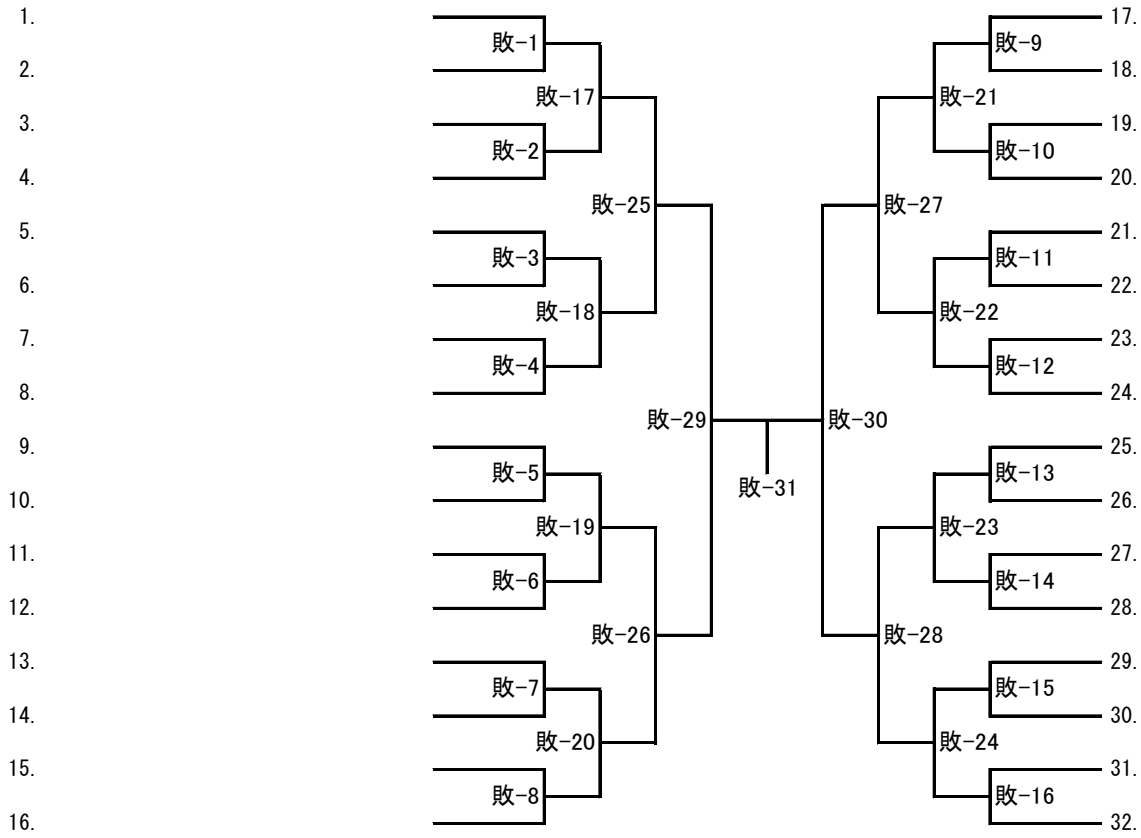 1. 17.
敗-1 敗-9
2. 18.
敗-17 敗-21
3. 19.
敗-2 敗-10
4. 20.
敗-25 敗-27
5. 21.
敗-3 敗-11
6. 22.
敗-18 敗-22
7. 23.
敗-4 敗-12
8. 24.
敗-29 敗-30
9. 25.
敗-5 敗-31 敗-13
10. 26.
敗-19 敗-23
11. 27.
敗-6 敗-14
12. 28.
敗-26 敗-28
13. 29.
敗-7 敗-15
14. 30.
敗-20 敗-24
15. 31.
敗-8 敗-16
16. 32.